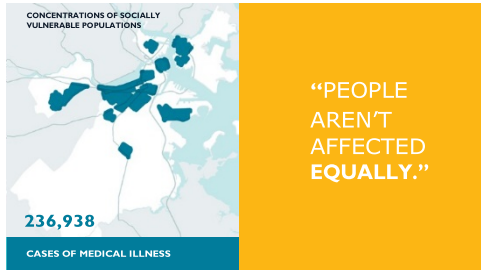 CONCENTRATIONS OF SOCIALLY
VULNERABLE POPULATIONS
236,938
CASES OF MEDICAL ILLNESS
“PEOPLE
AREN’T
AFFECTED
EQUALLY.”